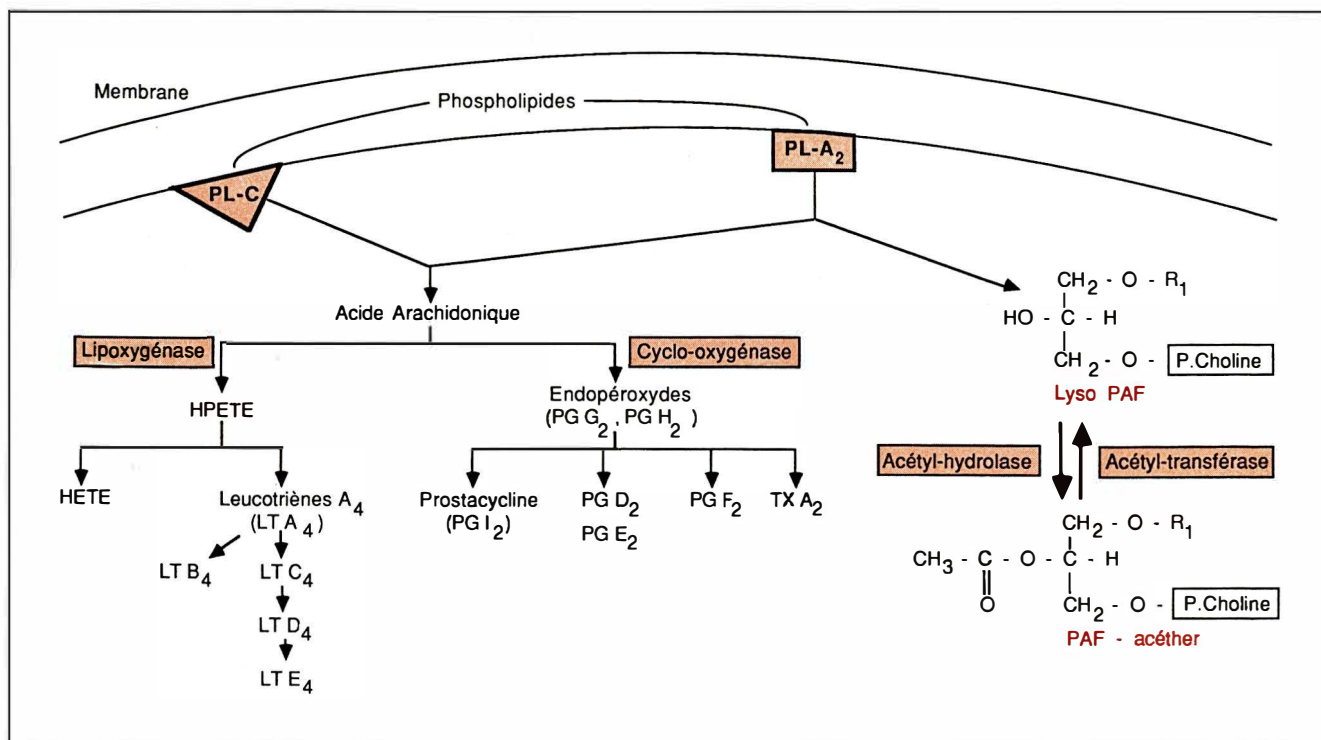 Membrane
Phospholipides
PL-C
PL-A2
Acide Arachidonique
Lipoxygénase
Cyclo-oxygénase
HPETE
Endopéroxydes
(PG G2 , PG H2 )
HETE
Leucotriènes A4
(LT A4 )
LT B4
LT C4
LT D4
LT E4
Prostacycline
(PG I2 )
PG D2
PG E2
PG F2
TX A2
CH2 - O - R1
HO - C - H
CH2 - O - P.Choline
Lyso PAF
Acétyl-hydrolase
Acétyl-transférase
CH2 - O - R1
CH3 - C - O - C - H
O
CH2 - O - P.Choline
PAF - acéther